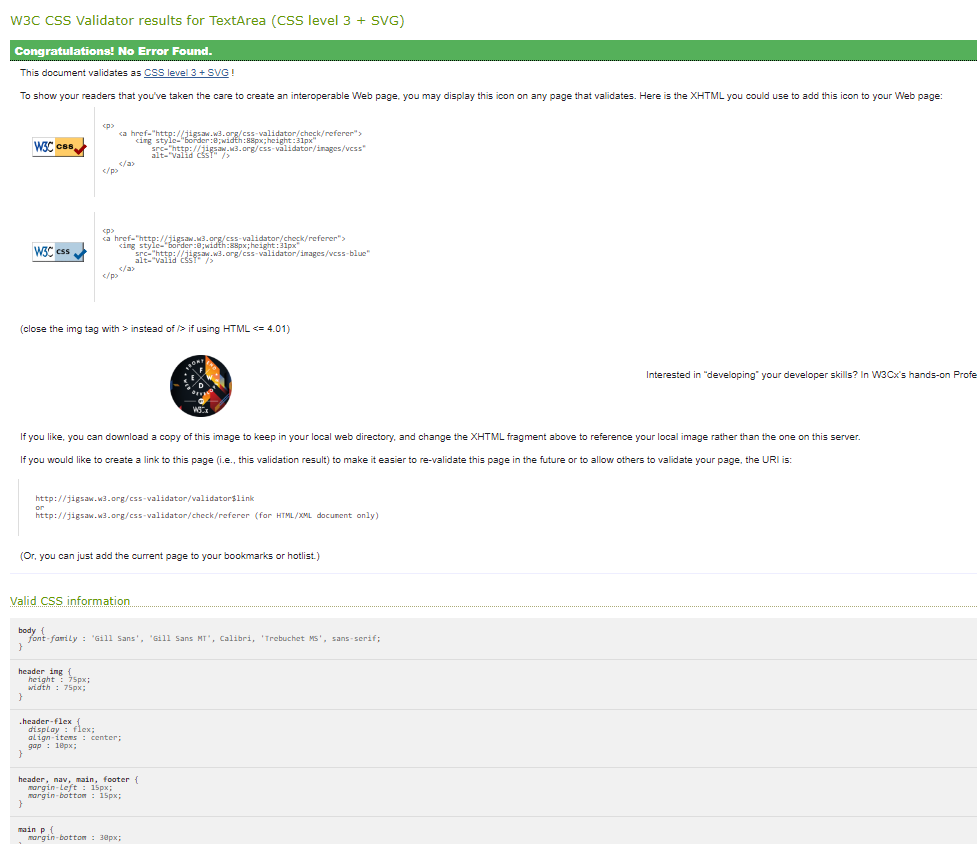 W3C CSS Validator results for TextArea (CSS level 3 + SVG)
Congratulations! No Error Found.
This document validates as CSS level 3 + SVG !
To show your readers that you've taken the care to create an interoperable Web page, you may display this icon on any page that validates. Here is the XHTML you could use to add this icon to your Web page:
W3C css
<p>
<a href="http://jigsaw.w3.org/css-validator/check/referer">
<img style="border:0;width:88px;height:31px"
src="http://jigsaw.w3.org/css-validator/images/vcss"
alt="Valid CSS!" />
</a>
</p>
W3C css
<p>
<a href="http://jigsaw.w3.org/css-validator/check/referer">
<img style="border:0;width:88px;height:31px"
src="http://jigsaw.w3.org/css-validator/images/vcss-blue"
alt="Valid CSS!" />
</a>
</p>
(close the img tag with > instead of /> if using HTML <= 4.01)
W3Cx
Interested in "developing" your developer skills? In W3Cx's hands-on Profe
If you like, you can download a copy of this image to keep in your local web directory, and change the XHTML fragment above to reference your local image rather than the one on this server.
If you would like to create a link to this page (i.e., this validation result) to make it easier to re-validate this page in the future or to allow others to validate your page, the URI is:
http://jigsaw.w3.org/css-validator/validator$link
or
http://jigsaw.w3.org/css-validator/check/referer (for HTML/XML document only)
(Or, you can just add the current page to your bookmarks or hotlist.)
Valid CSS information
body {
font-family : 'Gill Sans', 'Gill Sans MT', Calibri, 'Trebuchet MS', sans-serif;
}
header img {
height : 75px;
width : 75px;
}
.header-flex {
display : flex;
align-items : center;
gap : 10px;
}
header, nav, main, footer {
margin-left : 15px;
margin-bottom : 15px;
}
main p {
margin-bottom : 30px;